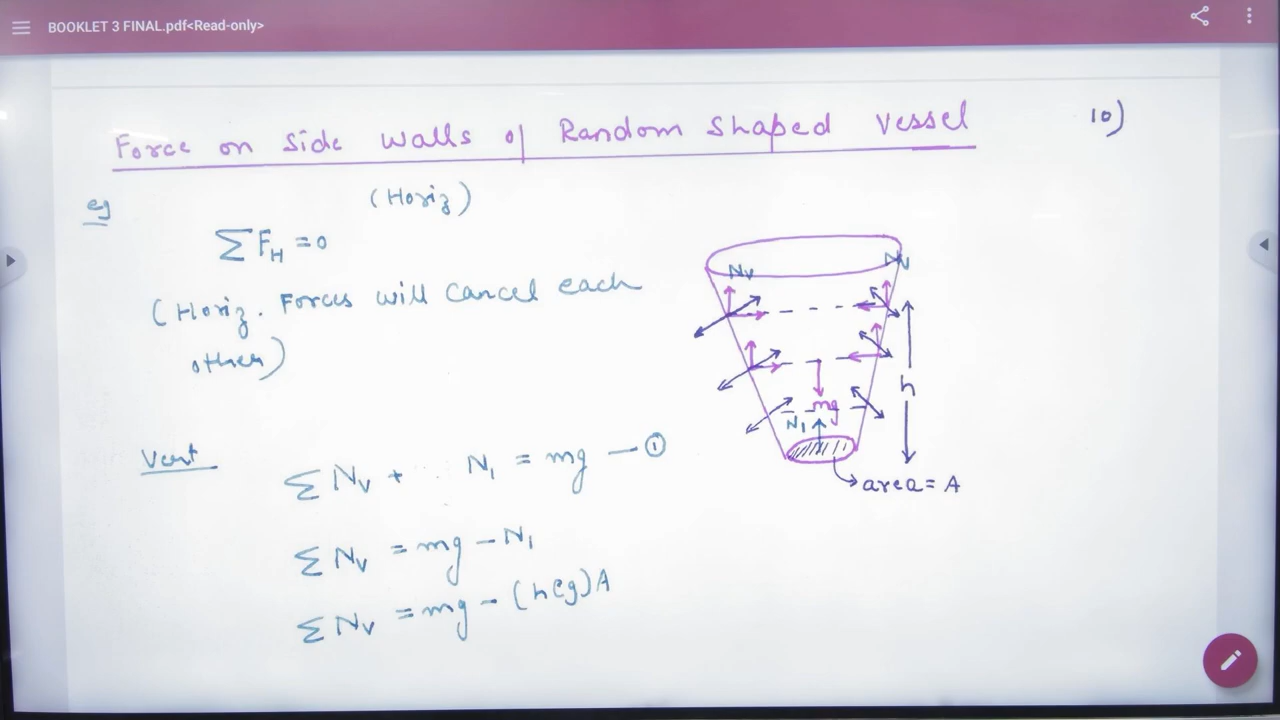 BOOKLET 3 FINAL.pdf<Read-only>
Force on Side Walls of Random Shaped Vessel
10)
eg
(Horiz)
ΣF_H = 0
(Horiz. Forces will cancel each
other)
Vert
ΣN_V + N_1 = mg — ①
ΣN_V = mg - N_1
ΣN_V = mg - (hρg)A
N_V
N_V
h
mg
N_1
area = A